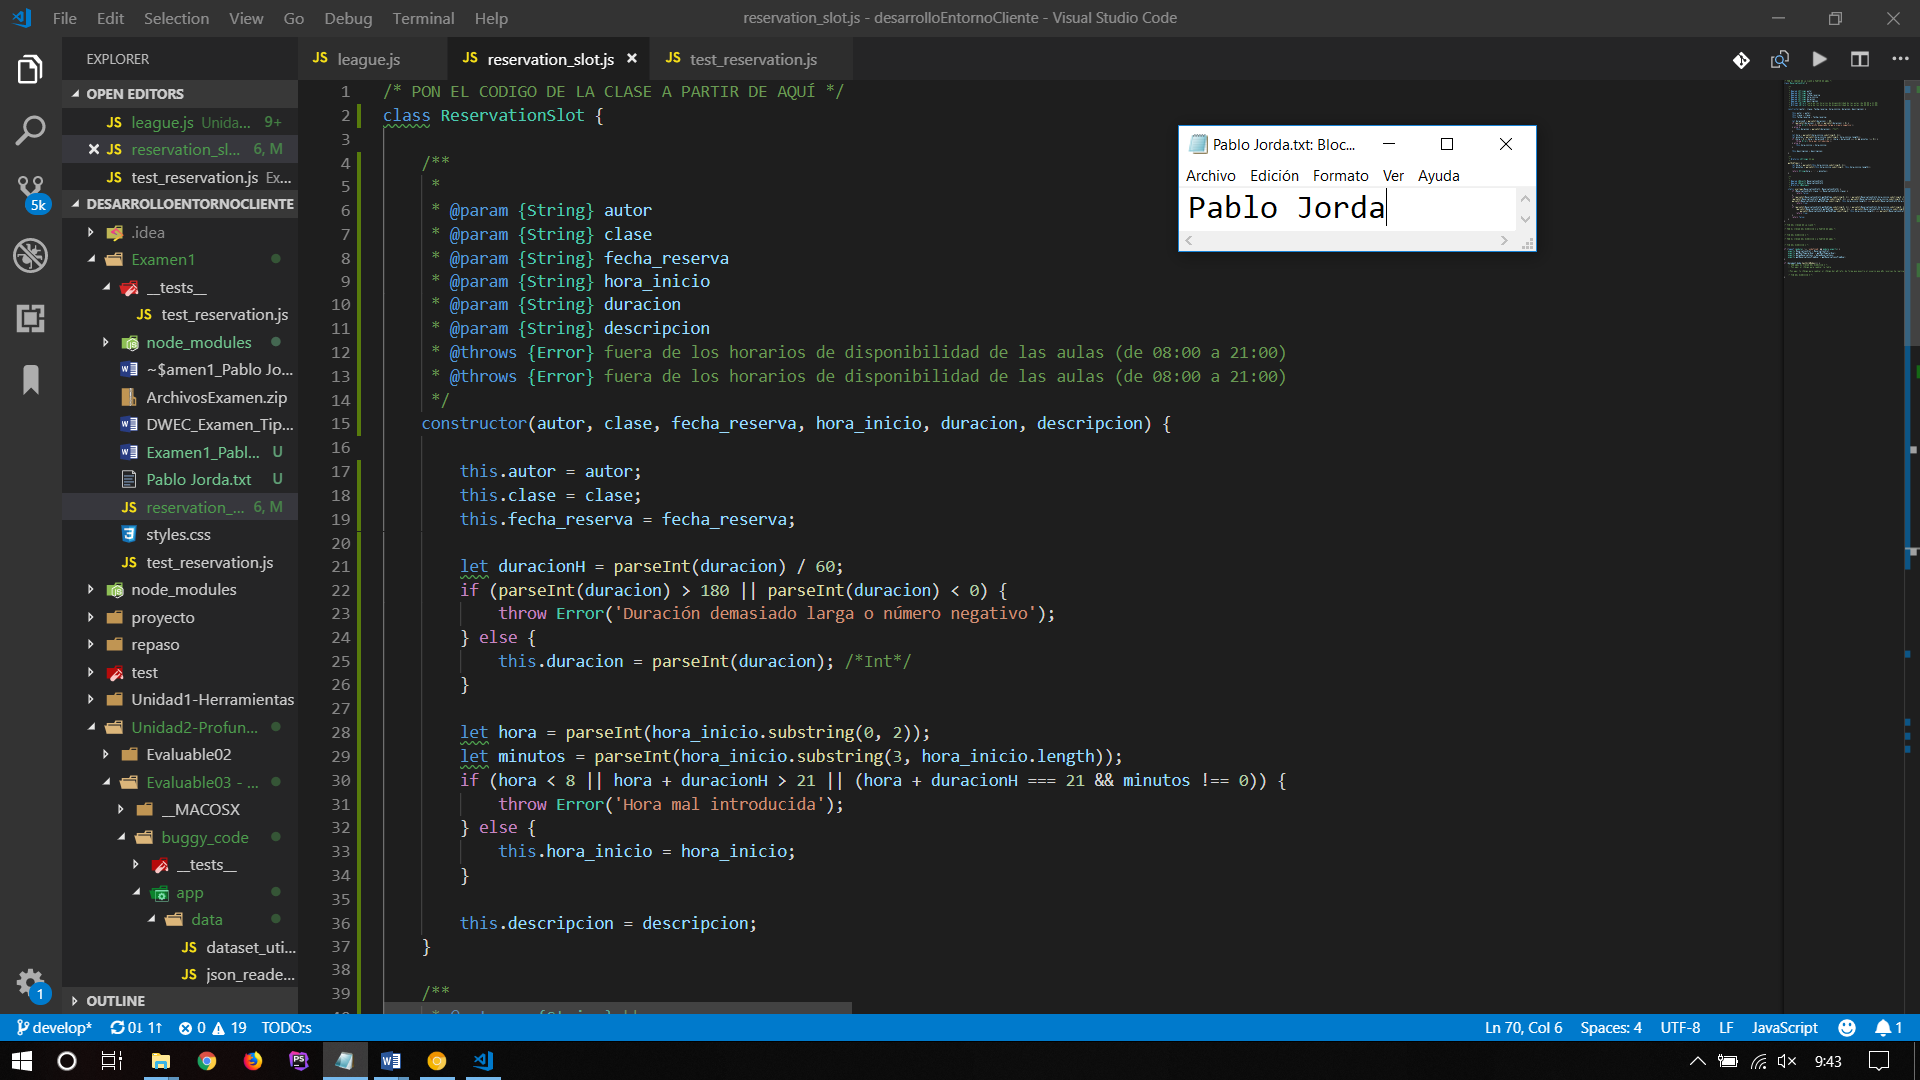 File Edit Selection View Go Debug Terminal Help
reservation_slot.js - desarrolloEntornoCliente - Visual Studio Code
EXPLORER
OPEN EDITORS
JS league.js Unida... 9+
JS reservation_sl... 6, M
JS test_reservation.js Ex...
5k
DESARROLLOENTORNOCLIENTE
.idea
Examen1
__tests__
JS test_reservation.js
node_modules
~$amen1_Pablo Jo...
ArchivosExamen.zip
DWEC_Examen_Tip...
Examen1_Pabl... U
Pablo Jorda.txt U
JS reservation_... 6, M
styles.css
JS test_reservation.js
node_modules
proyecto
repaso
test
Unidad1-Herramientas
Unidad2-Profun...
Evaluable02
Evaluable03 - ...
__MACOSX
buggy_code
__tests__
app
data
JS dataset_uti...
JS json_reade...
1
OUTLINE
JS league.js
JS reservation_slot.js
JS test_reservation.js
1 /* PON EL CODIGO DE LA CLASE A PARTIR DE AQUÍ */
2 class ReservationSlot {
3
4 /**
5 *
6 * @param {String} autor
7 * @param {String} clase
8 * @param {String} fecha_reserva
9 * @param {String} hora_inicio
10 * @param {String} duracion
11 * @param {String} descripcion
12 * @throws {Error} fuera de los horarios de disponibilidad de las aulas (de 08:00 a 21:00)
13 * @throws {Error} fuera de los horarios de disponibilidad de las aulas (de 08:00 a 21:00)
14 */
15 constructor(autor, clase, fecha_reserva, hora_inicio, duracion, descripcion) {
16
17 this.autor = autor;
18 this.clase = clase;
19 this.fecha_reserva = fecha_reserva;
20
21 let duracionH = parseInt(duracion) / 60;
22 if (parseInt(duracion) > 180 || parseInt(duracion) < 0) {
23 throw Error('Duración demasiado larga o número negativo');
24 } else {
25 this.duracion = parseInt(duracion); /*Int*/
26 }
27
28 let hora = parseInt(hora_inicio.substring(0, 2));
29 let minutos = parseInt(hora_inicio.substring(3, hora_inicio.length));
30 if (hora < 8 || hora + duracionH > 21 || (hora + duracionH === 21 && minutos !== 0)) {
31 throw Error('Hora mal introducida');
32 } else {
33 this.hora_inicio = hora_inicio;
34 }
35
36 this.descripcion = descripcion;
37 }
38
39 /**
Pablo Jorda.txt: Bloc...
Archivo Edición Formato Ver Ayuda
Pablo Jorda
develop* 0↓ 1↑ 0 19 TODO:s
Ln 70, Col 6 Spaces: 4 UTF-8 LF JavaScript 1
9:43